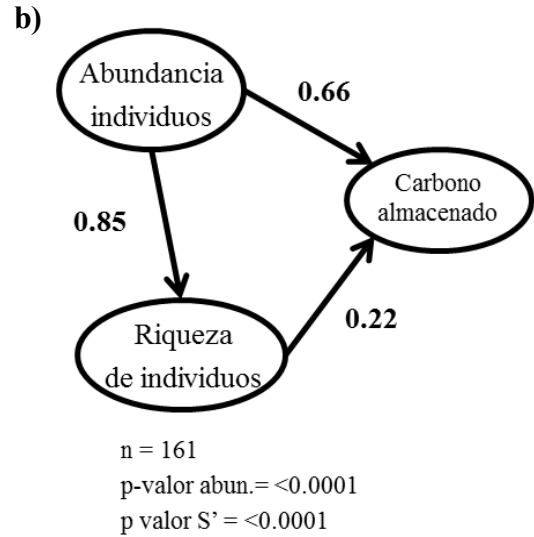 b)
Abundancia
individuos
0.66
Carbono
almacenado
0.85
0.22
Riqueza
de individuos
n = 161
p-valor abun.= <0.0001
p valor S’ = <0.0001